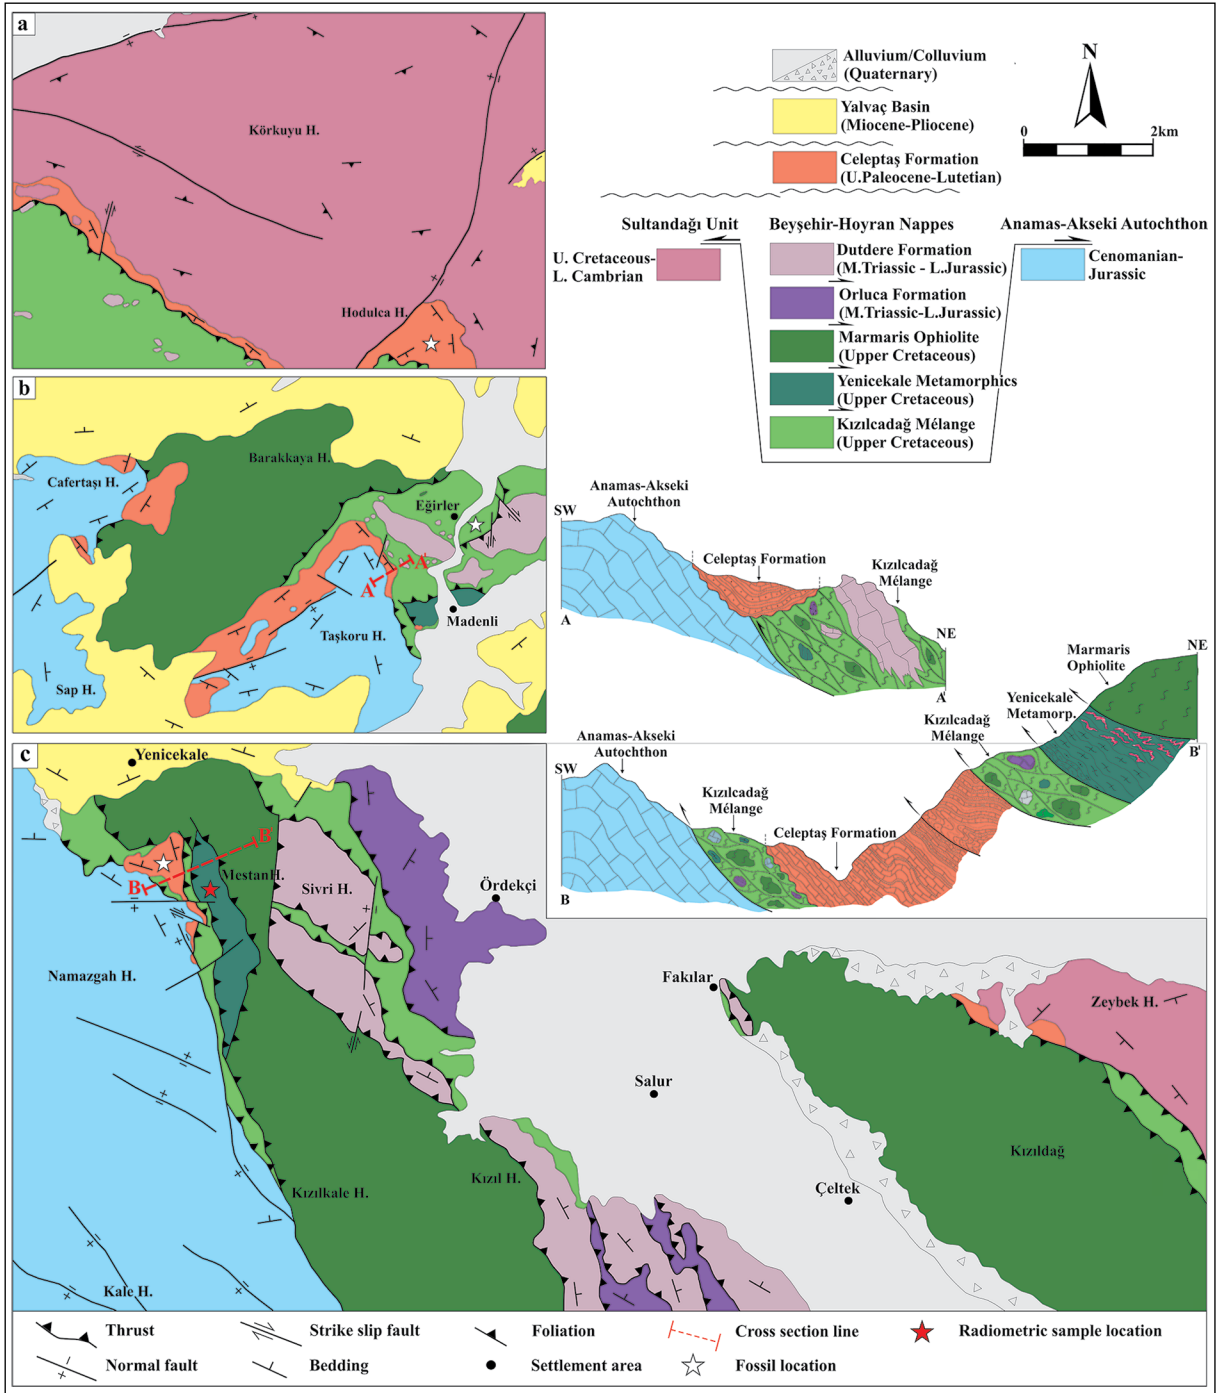 a
Körkuyu H.
Hodulca H.
Alluvium/Colluvium
(Quaternary)
Yalvaç Basin
(Miocene-Pliocene)
Celeptaş Formation
(U.Paleocene-Lutetian)
N
0 2km
Sultandağı Unit
U. Cretaceous-
L. Cambrian
Beyşehir-Hoyran Nappes
Dutdere Formation
(M.Triassic - L.Jurassic)
Orluca Formation
(M.Triassic-L.Jurassic)
Marmaris Ophiolite
(Upper Cretaceous)
Yenicekale Metamorphics
(Upper Cretaceous)
Kızılcadağ Mélange
(Upper Cretaceous)
Anamas-Akseki Autochthon
Cenomanian-
Jurassic
b
Barakkaya H.
Cafertaşı H.
Eğirler
A
A'
Madenli
Taşkoru H.
Sap H.
Anamas-Akseki
Autochthon
SW
Celeptaş Formation
Kızılcadağ
Mélange
NE
A
A'
c
Yenicekale
B
B'
Mestan H.
Sivri H.
Ördekçi
Namazgah H.
Kızılkale H.
Kızıl H.
Kale H.
Fakılar
Salur
Çeltek
Zeybek H.
Kızıldağ
Anamas-Akseki
Autochthon
SW
Kızılcadağ
Mélange
Celeptaş Formation
Kızılcadağ
Mélange
Yenicekale
Metamorp.
Marmaris
Ophiolite
NE
B
B'
Thrust
Strike slip fault
Foliation
Cross section line
Radiometric sample location
Normal fault
Bedding
Settlement area
Fossil location